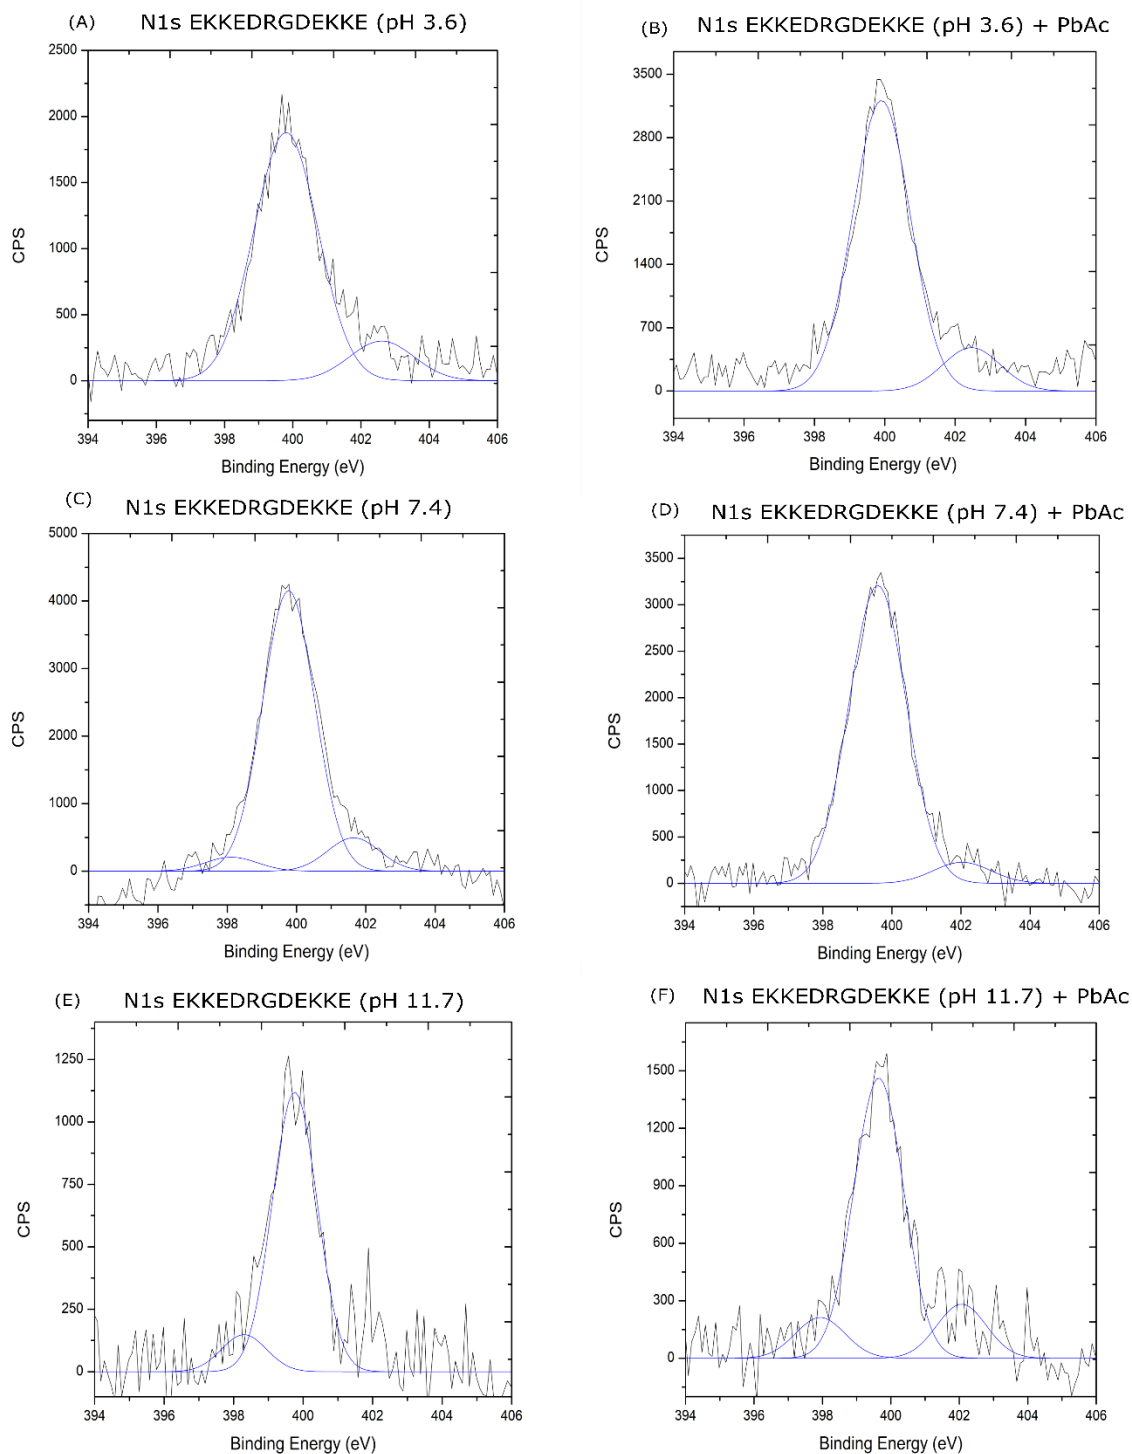 (A) N1s EKKEDRGDEKKE (pH 3.6)
2500
2000
1500
1000
500
0
CPS
394 396 398 400 402 404 406
Binding Energy (eV)
(B) N1s EKKEDRGDEKKE (pH 3.6) + PbAc
3500
2800
2100
1400
700
0
CPS
394 396 398 400 402 404 406
Binding Energy (eV)
(C) N1s EKKEDRGDEKKE (pH 7.4)
5000
4000
3000
2000
1000
0
CPS
394 396 398 400 402 404 406
Binding Energy (eV)
(D) N1s EKKEDRGDEKKE (pH 7.4) + PbAc
3500
3000
2500
2000
1500
1000
500
0
CPS
394 396 398 400 402 404 406
Binding Energy (eV)
(E) N1s EKKEDRGDEKKE (pH 11.7)
1250
1000
750
500
250
0
CPS
394 396 398 400 402 404 406
Binding Energy (eV)
(F) N1s EKKEDRGDEKKE (pH 11.7) + PbAc
1500
1200
900
600
300
0
CPS
394 396 398 400 402 404 406
Binding Energy (eV)